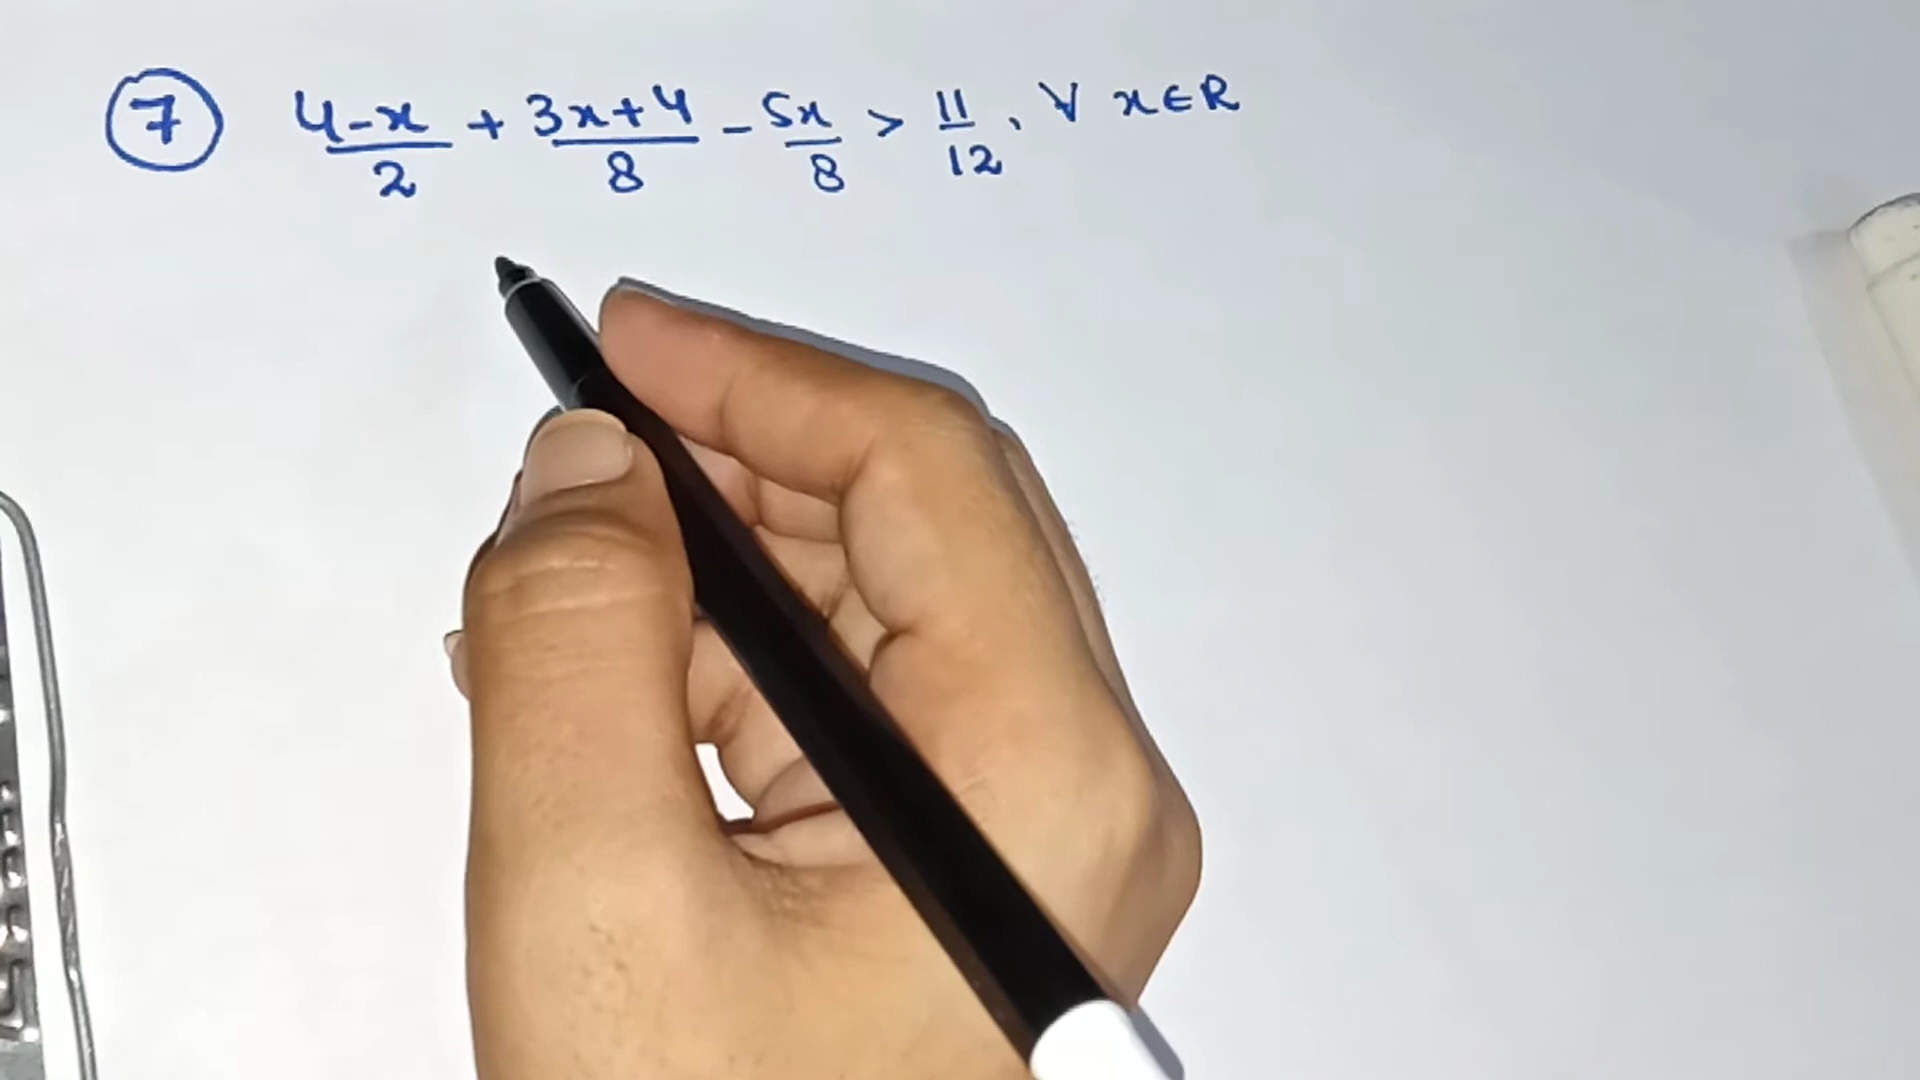 7 (4-x)/2 + (3x+4)/8 - 5x/8 > 11/12, ∀ x∈R